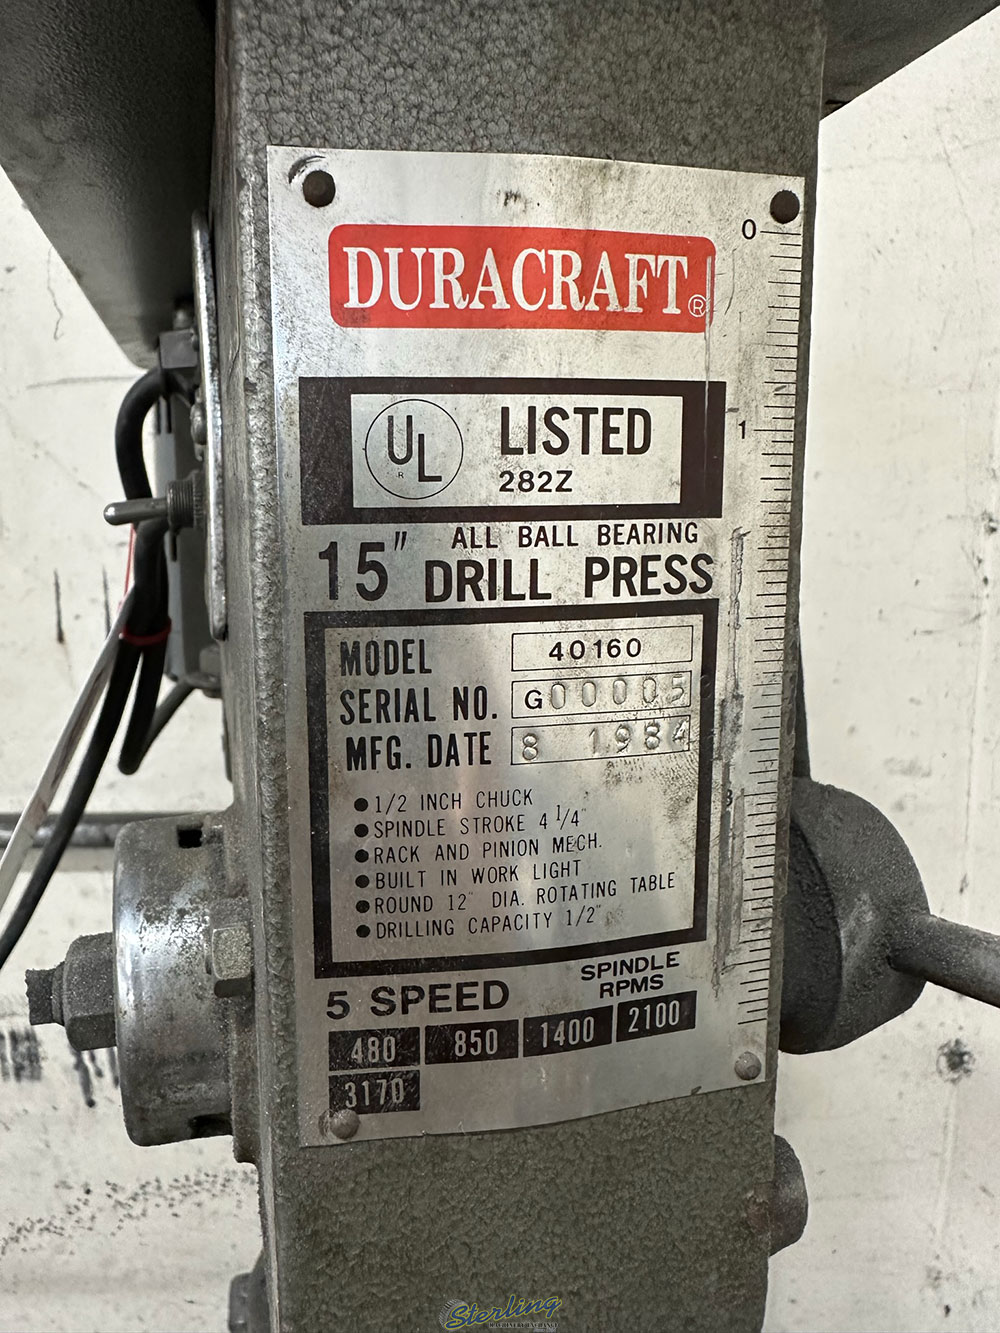 DURACRAFT®
0
1
UL
LISTED
282Z
15" ALL BALL BEARING
DRILL PRESS
MODEL 40160
SERIAL NO. G00005
MFG. DATE 8 1984
3
● 1/2 INCH CHUCK
● SPINDLE STROKE 4 1/4"
● RACK AND PINION MECH.
● BUILT IN WORK LIGHT
● ROUND 12" DIA. ROTATING TABLE
● DRILLING CAPACITY 1/2"
5 SPEED SPINDLE RPMS
480 850 1400 2100
3170
Sterling
MACHINERY EXCHANGE